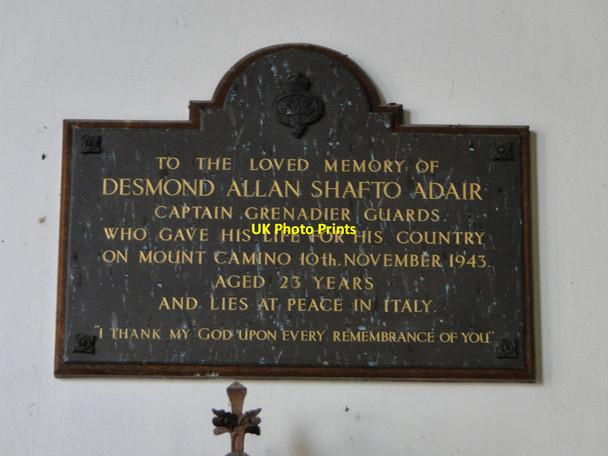 TO THE LOVED MEMORY OF
DESMOND ALLAN SHAFTO ADAIR
CAPTAIN GRENADIER GUARDS.
WHO GAVE HIS LIFE FOR HIS COUNTRY
UK Photo Prints
ON MOUNT CAMINO 10th. NOVEMBER 1943.
AGED 23 YEARS
AND LIES AT PEACE IN ITALY.
"I THANK MY GOD UPON EVERY REMEMBRANCE OF YOU."